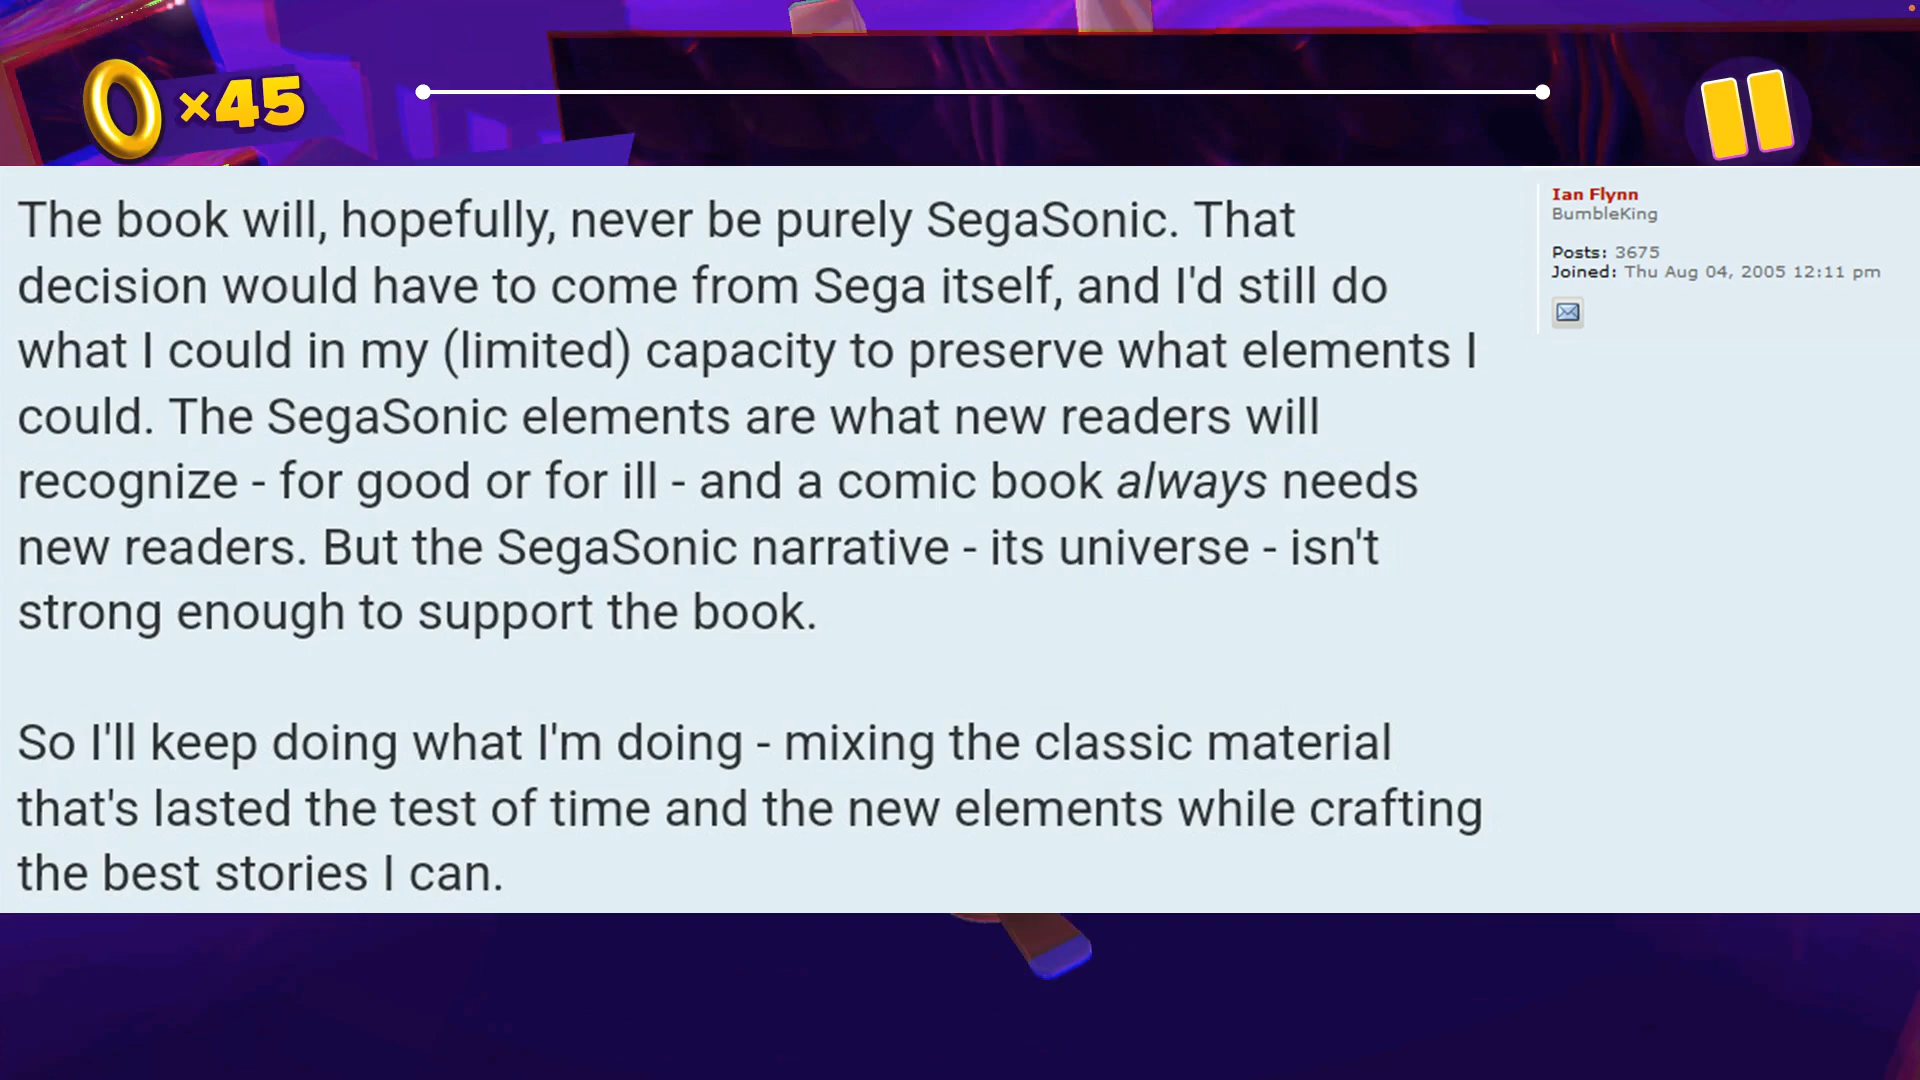 ×45
The book will, hopefully, never be purely SegaSonic. That
decision would have to come from Sega itself, and I'd still do
what I could in my (limited) capacity to preserve what elements I
could. The SegaSonic elements are what new readers will
recognize - for good or for ill - and a comic book always needs
new readers. But the SegaSonic narrative - its universe - isn't
strong enough to support the book.
So I'll keep doing what I'm doing - mixing the classic material
that's lasted the test of time and the new elements while crafting
the best stories I can.
Ian Flynn
BumbleKing
Posts: 3675
Joined: Thu Aug 04, 2005 12:11 pm